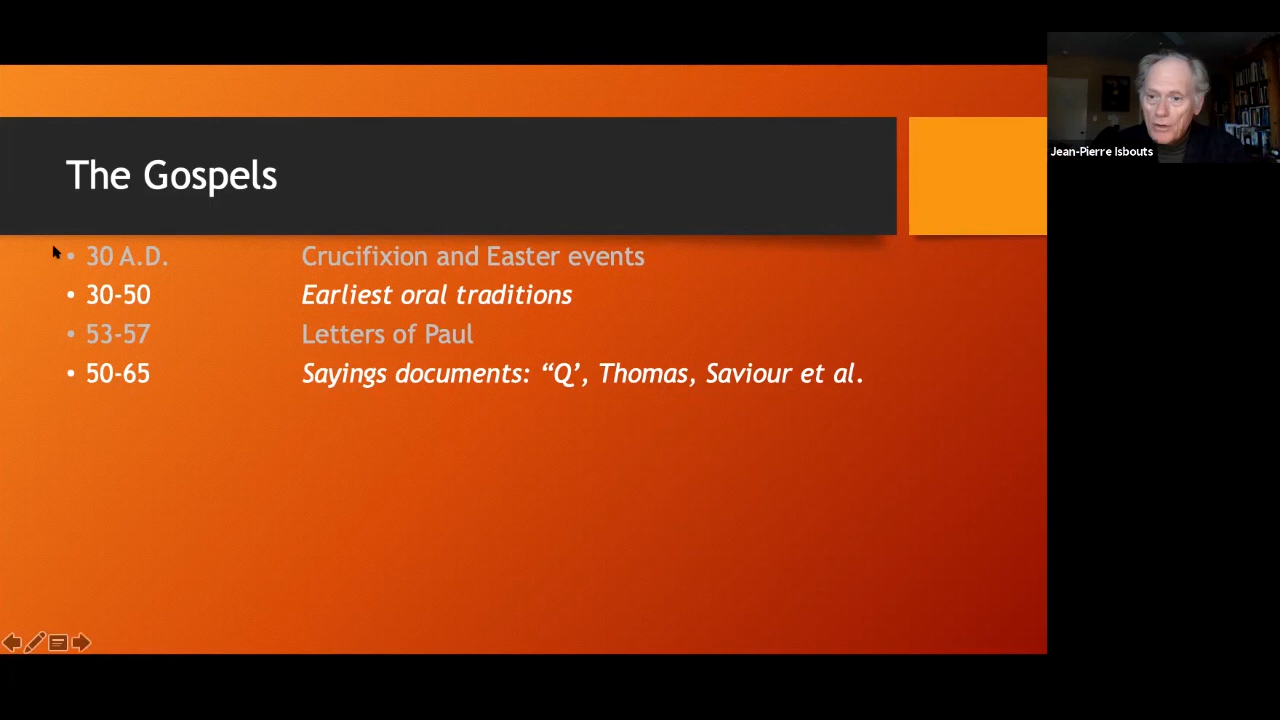 The Gospels
• 30 A.D. Crucifixion and Easter events
• 30-50 Earliest oral traditions
• 53-57 Letters of Paul
• 50-65 Sayings documents: “Q’, Thomas, Saviour et al.
Jean-Pierre Isbouts